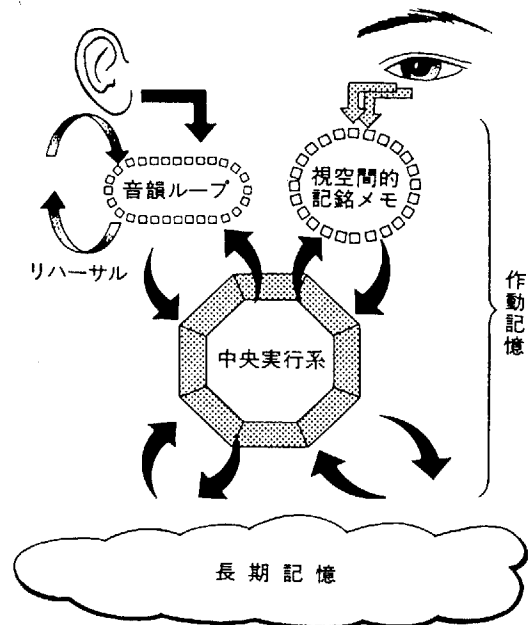 音韻ループ
視空間的
記銘メモ
リハーサル
中央実行系
作動記憶
長期記憶